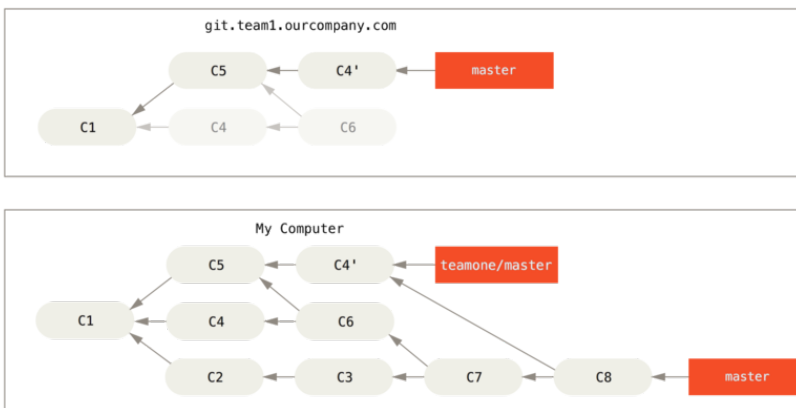 git.team1.ourcompany.com
C5 C4' master
C1 C4 C6
My Computer
C5 C4' teamone/master
C1 C4 C6
C2 C3 C7 C8 master